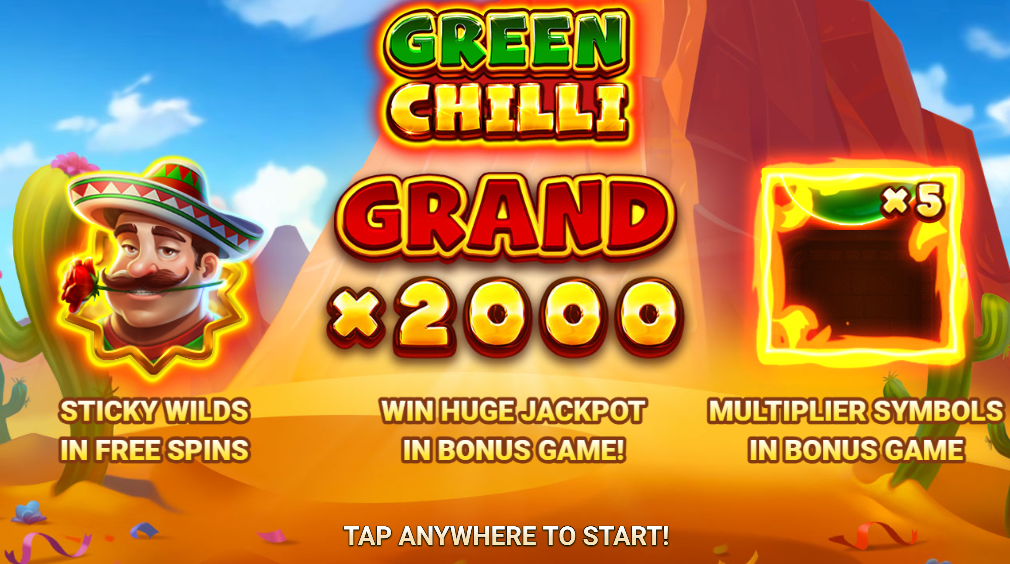 GREEN
CHILLI
GRAND
×2000
×5
STICKY WILDS
IN FREE SPINS
WIN HUGE JACKPOT
IN BONUS GAME!
MULTIPLIER SYMBOLS
IN BONUS GAME
TAP ANYWHERE TO START!